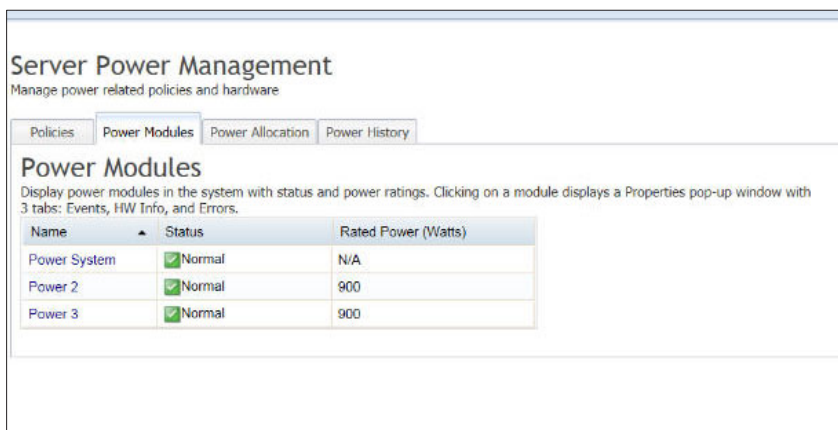 Server Power Management
Manage power related policies and hardware
Policies Power Modules Power Allocation Power History
Power Modules
Display power modules in the system with status and power ratings. Clicking on a module displays a Properties pop-up window with
3 tabs: Events, HW Info, and Errors.
Name Status Rated Power (Watts)
Power System Normal N/A
Power 2 Normal 900
Power 3 Normal 900